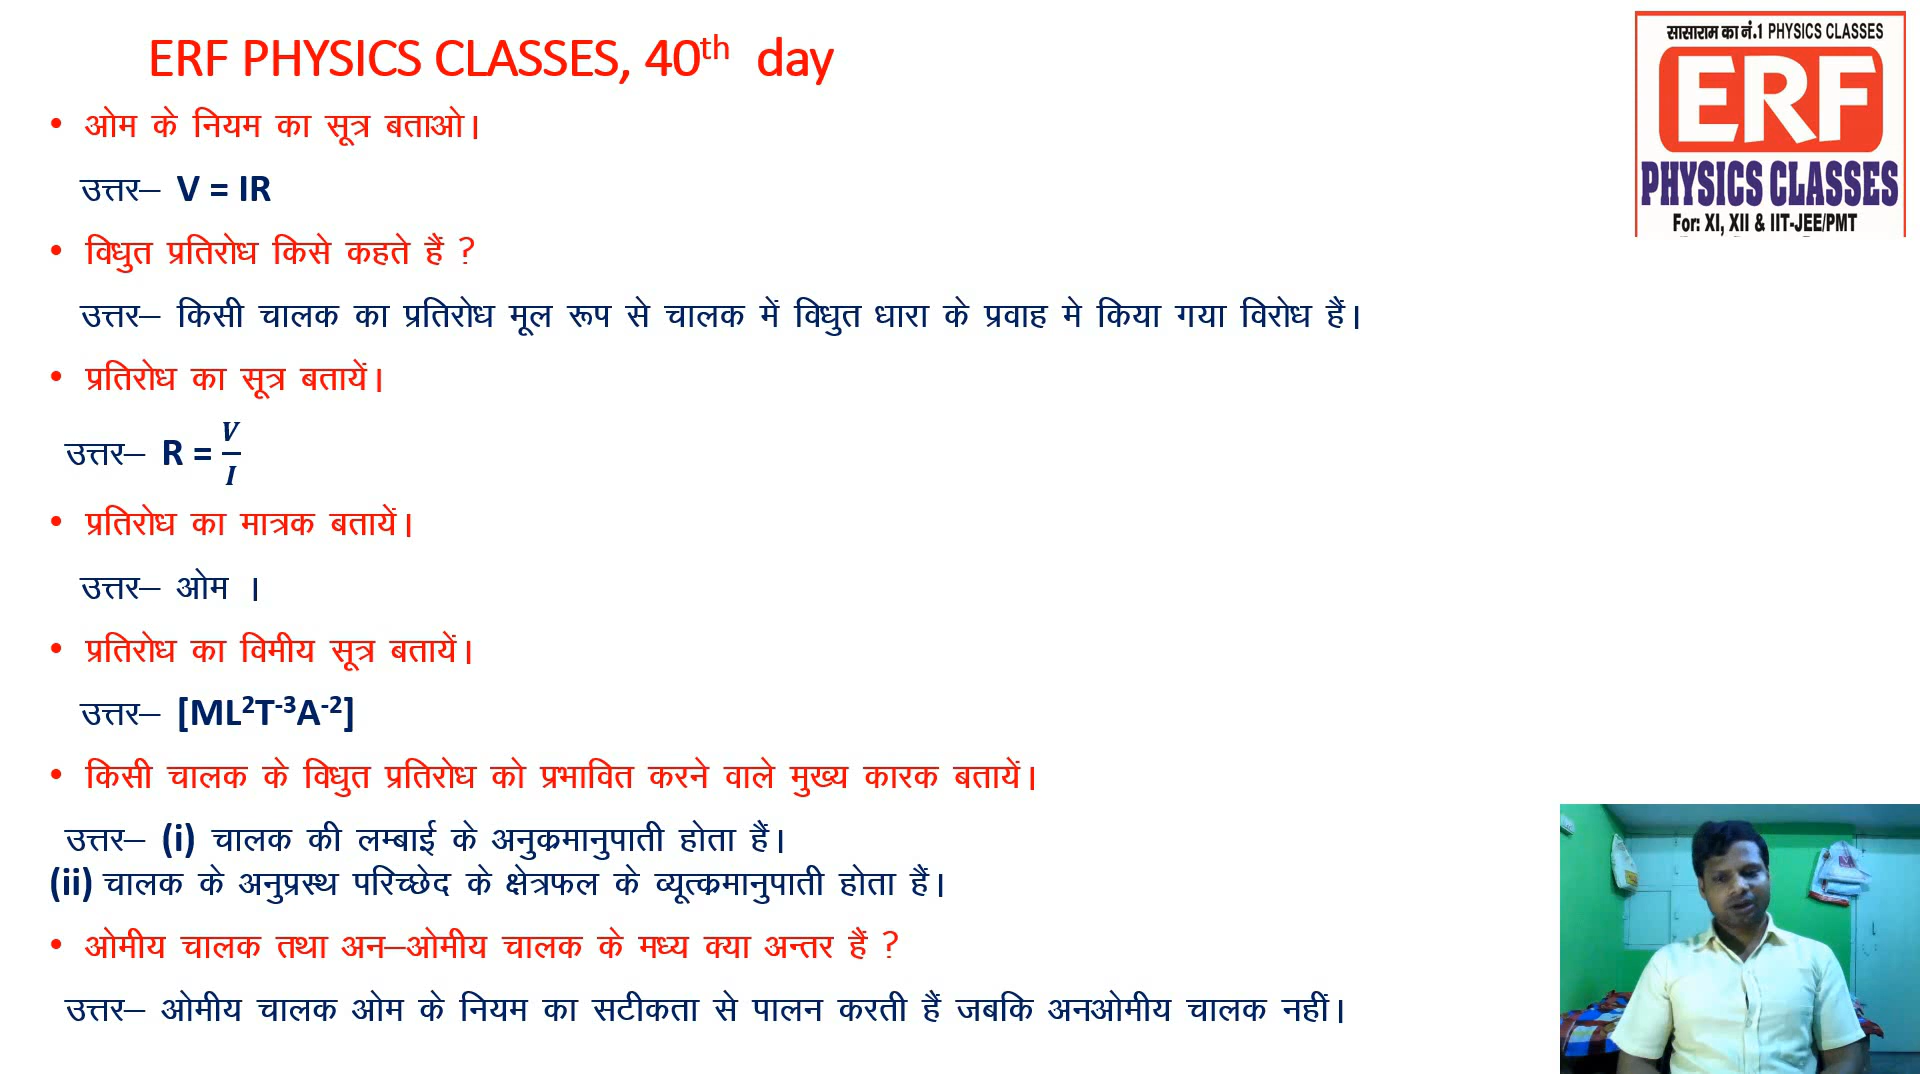 ERF PHYSICS CLASSES, 40th day
• ओम के नियम का सूत्र बताओ।
उत्तर– V = IR
• विधुत प्रतिरोध किसे कहते हैं ?
उत्तर– किसी चालक का प्रतिरोध मूल रूप से चालक में विधुत धारा के प्रवाह मे किया गया विरोध हैं।
• प्रतिरोध का सूत्र बतायें।
उत्तर– R = V/I
• प्रतिरोध का मात्रक बतायें।
उत्तर– ओम ।
• प्रतिरोध का विमीय सूत्र बतायें।
उत्तर– [ML²T⁻³A⁻²]
• किसी चालक के विधुत प्रतिरोध को प्रभावित करने वाले मुख्य कारक बतायें।
उत्तर– (i) चालक की लम्बाई के अनुक्रमानुपाती होता हैं।
(ii) चालक के अनुप्रस्थ परिच्छेद के क्षेत्रफल के व्यूत्क्रमानुपाती होता हैं।
• ओमीय चालक तथा अन–ओमीय चालक के मध्य क्या अन्तर हैं ?
उत्तर– ओमीय चालक ओम के नियम का सटीकता से पालन करती हैं जबकि अनओमीय चालक नहीं।
सासाराम का नं.1 PHYSICS CLASSES
ERF
PHYSICS CLASSES
For: XI, XII & IIT-JEE/PMT